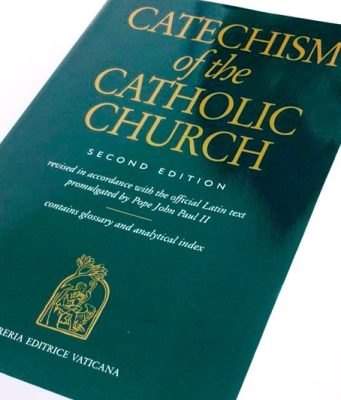 CATECHISM
of the
CATHOLIC
CHURCH
SECOND EDITION
revised in accordance with the official Latin text
promulgated by Pope John Paul II
contains glossary and analytical index
EDITRICE VATICANA